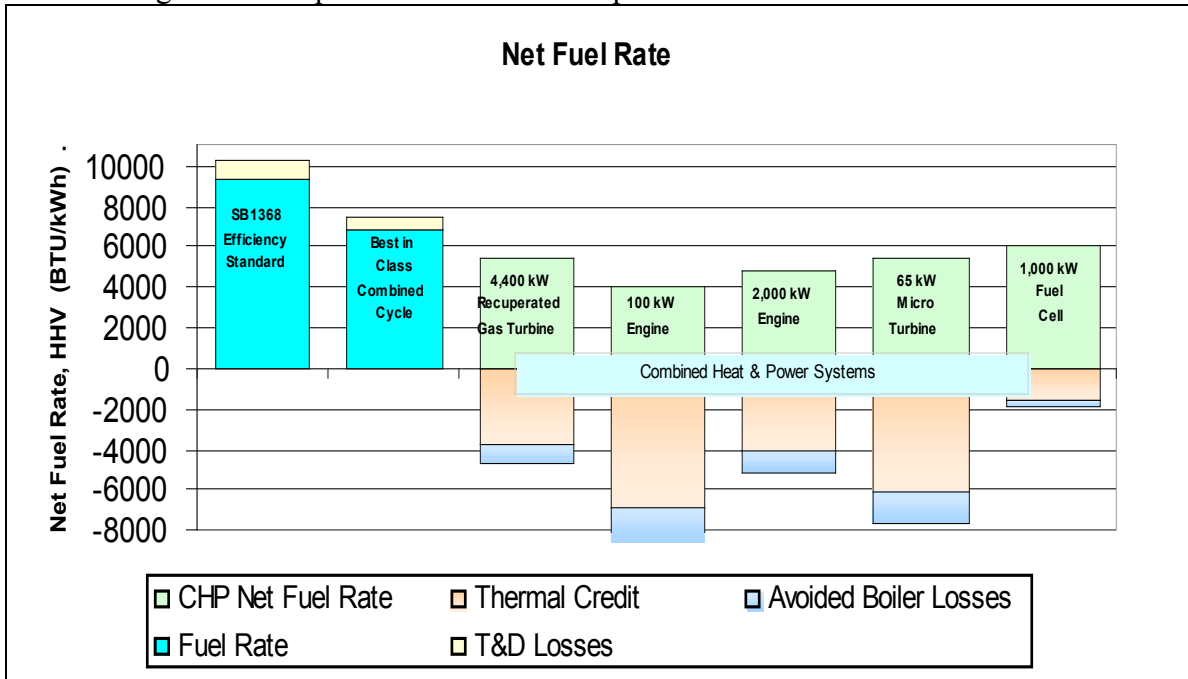 Net Fuel Rate
Net Fuel Rate, HHV (BTU/kWh) .
10000
8000
6000
4000
2000
0
-2000
-4000
-6000
-8000
SB1368
Efficiency
Standard
Best in
Class
Combined
Cycle
4,400 kW
Recuperated
Gas Turbine
100 kW
Engine
2,000 kW
Engine
65 kW
Micro
Turbine
1,000 kW
Fuel
Cell
Combined Heat & Power Systems
CHP Net Fuel Rate
Thermal Credit
Avoided Boiler Losses
Fuel Rate
T&D Losses